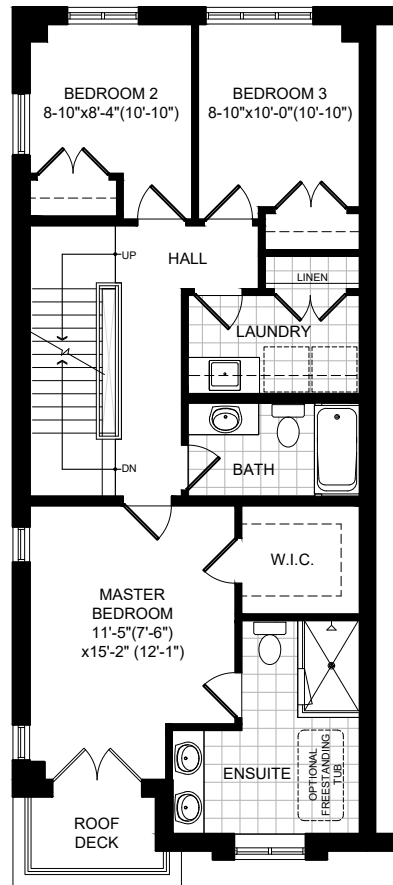 BEDROOM 2
8-10"x8'-4"(10'-10")
BEDROOM 3
8-10"x10'-0"(10'-10")
UP
HALL
LINEN
LAUNDRY
BATH
DN
W.I.C.
MASTER
BEDROOM
11'-5"(7'-6")
x15'-2" (12'-1")
ENSUITE
OPTIONAL
FREESTANDING
TUB
ROOF
DECK